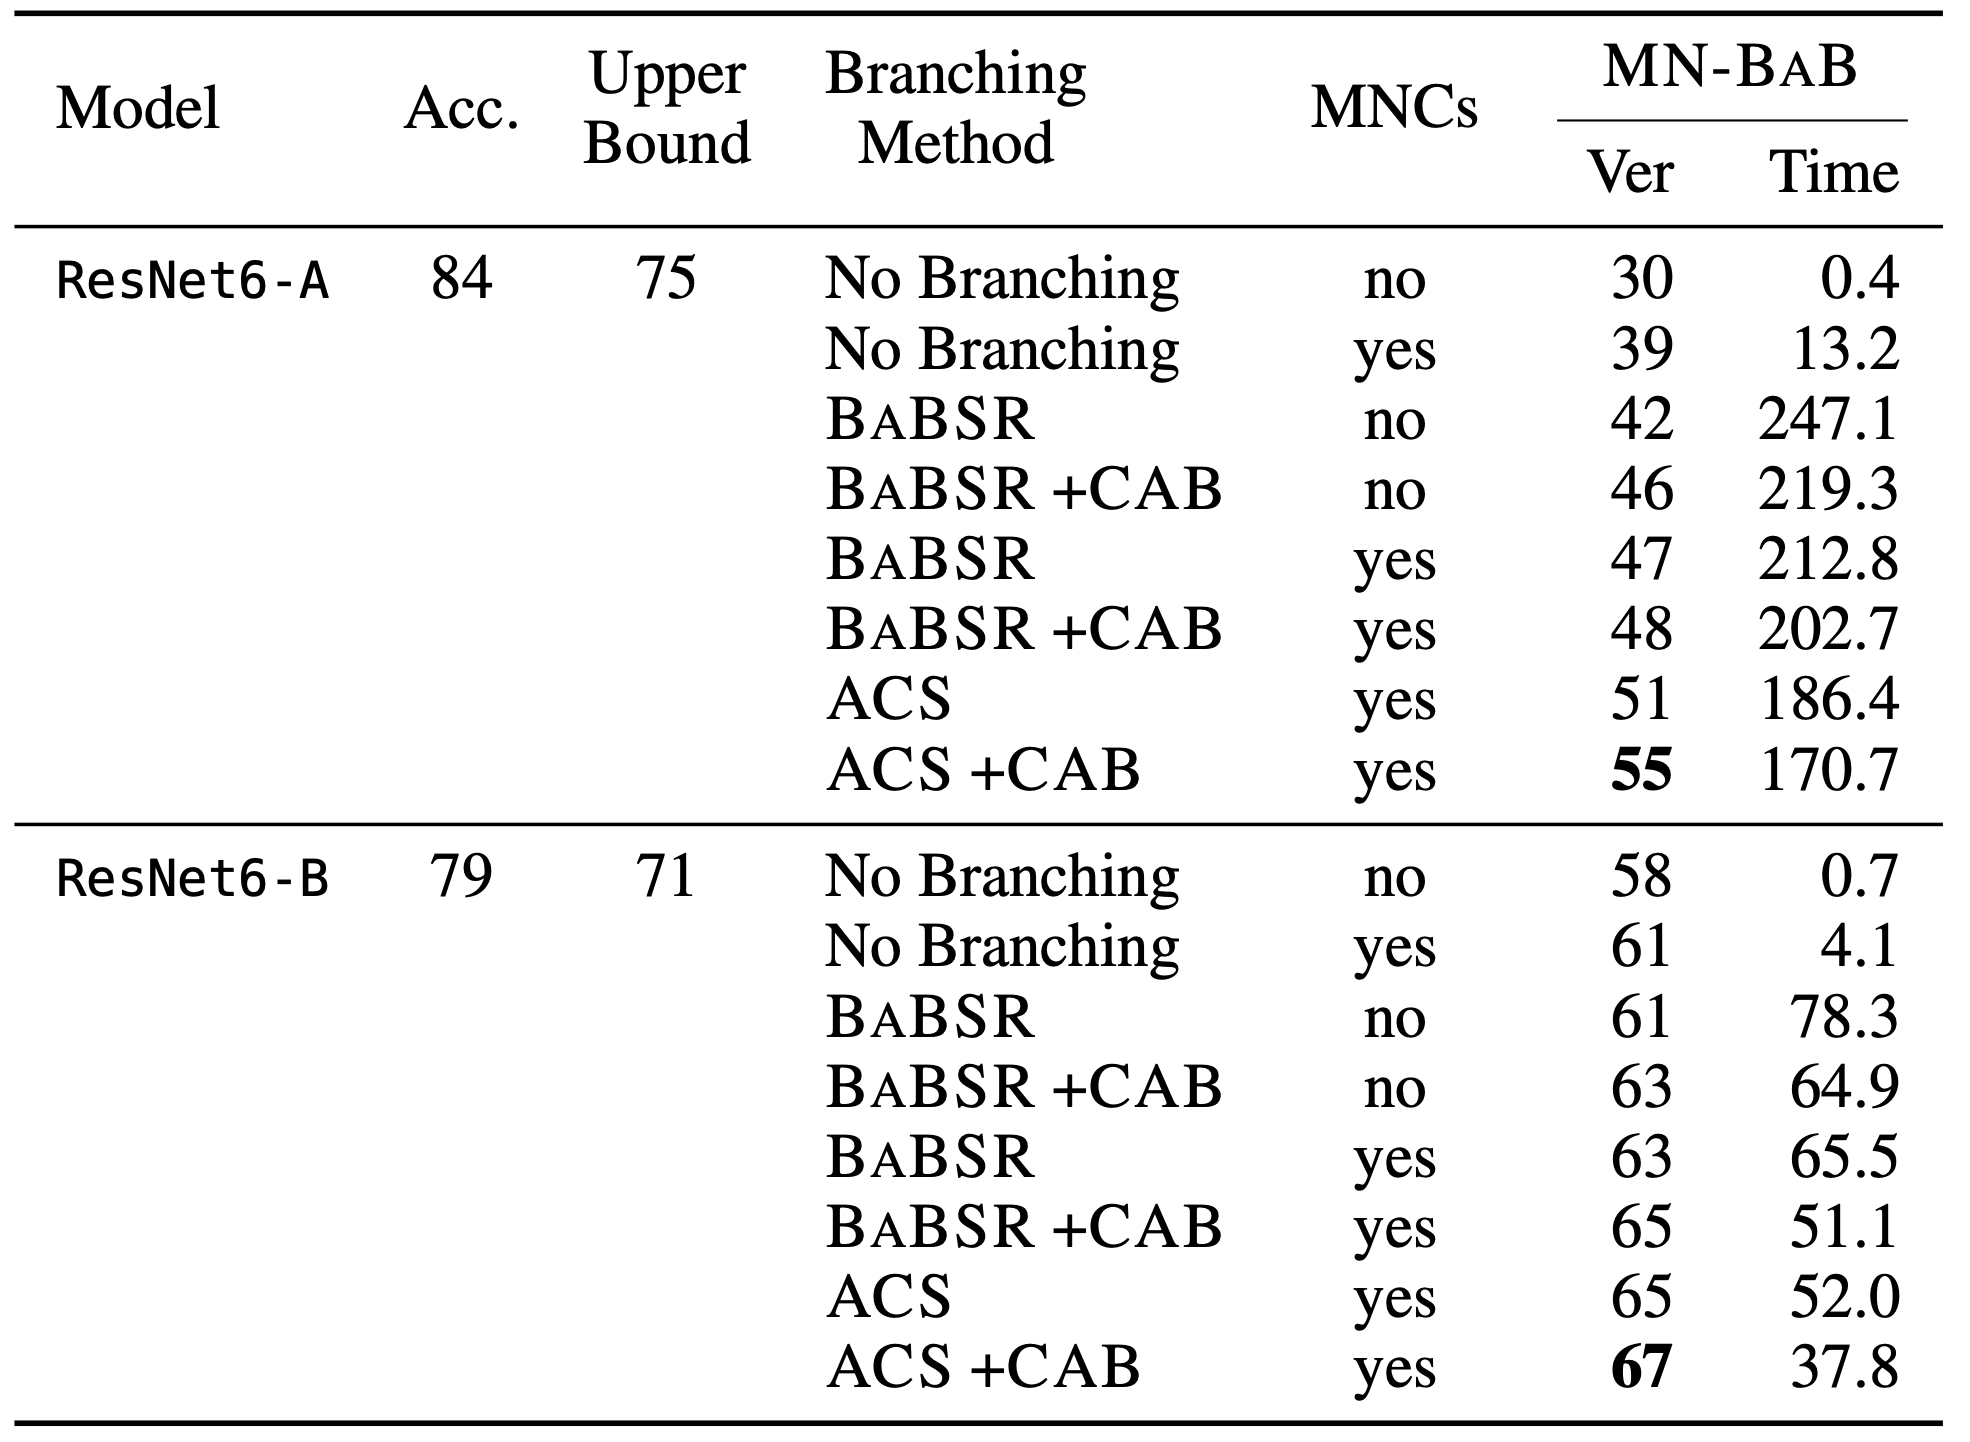 Model Acc. Upper Bound Branching Method MNCs MN-BAB
Ver Time
ResNet6-A 84 75 No Branching no 30 0.4
No Branching yes 39 13.2
BABSR no 42 247.1
BABSR +CAB no 46 219.3
BABSR yes 47 212.8
BABSR +CAB yes 48 202.7
ACS yes 51 186.4
ACS +CAB yes 55 170.7
ResNet6-B 79 71 No Branching no 58 0.7
No Branching yes 61 4.1
BABSR no 61 78.3
BABSR +CAB no 63 64.9
BABSR yes 63 65.5
BABSR +CAB yes 65 51.1
ACS yes 65 52.0
ACS +CAB yes 67 37.8